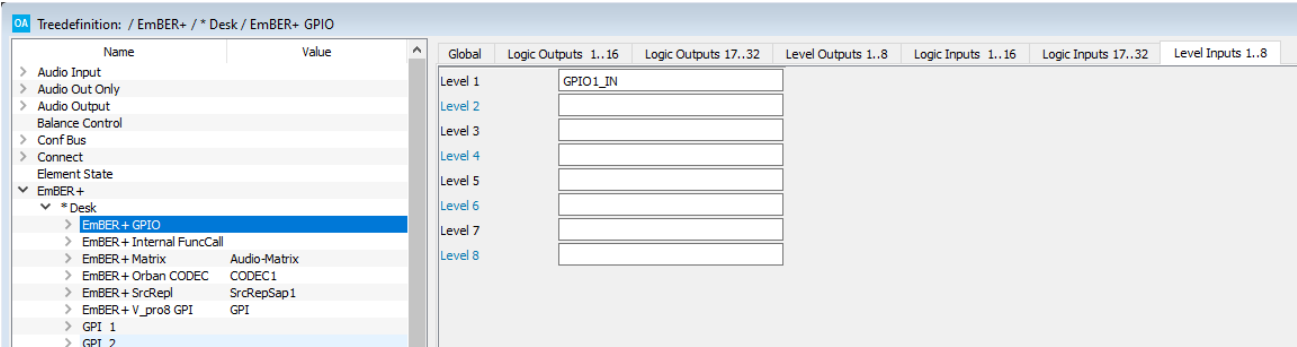 OA Treedefinition: / EmBER+ / * Desk / EmBER+ GPIO
Name Value
Audio Input
Audio Out Only
Audio Output
Balance Control
Conf Bus
Connect
Element State
EmBER+
* Desk
EmBER+ GPIO
EmBER+ Internal FuncCall
EmBER+ Matrix Audio-Matrix
EmBER+ Orban CODEC CODEC1
EmBER+ SrcRepl SrcRepSap1
EmBER+ V_pro8 GPI GPI
GPI 1
GPI 2
Global Logic Outputs 1..16 Logic Outputs 17..32 Level Outputs 1..8 Logic Inputs 1..16 Logic Inputs 17..32 Level Inputs 1..8
Level 1 GPIO1_IN
Level 2
Level 3
Level 4
Level 5
Level 6
Level 7
Level 8